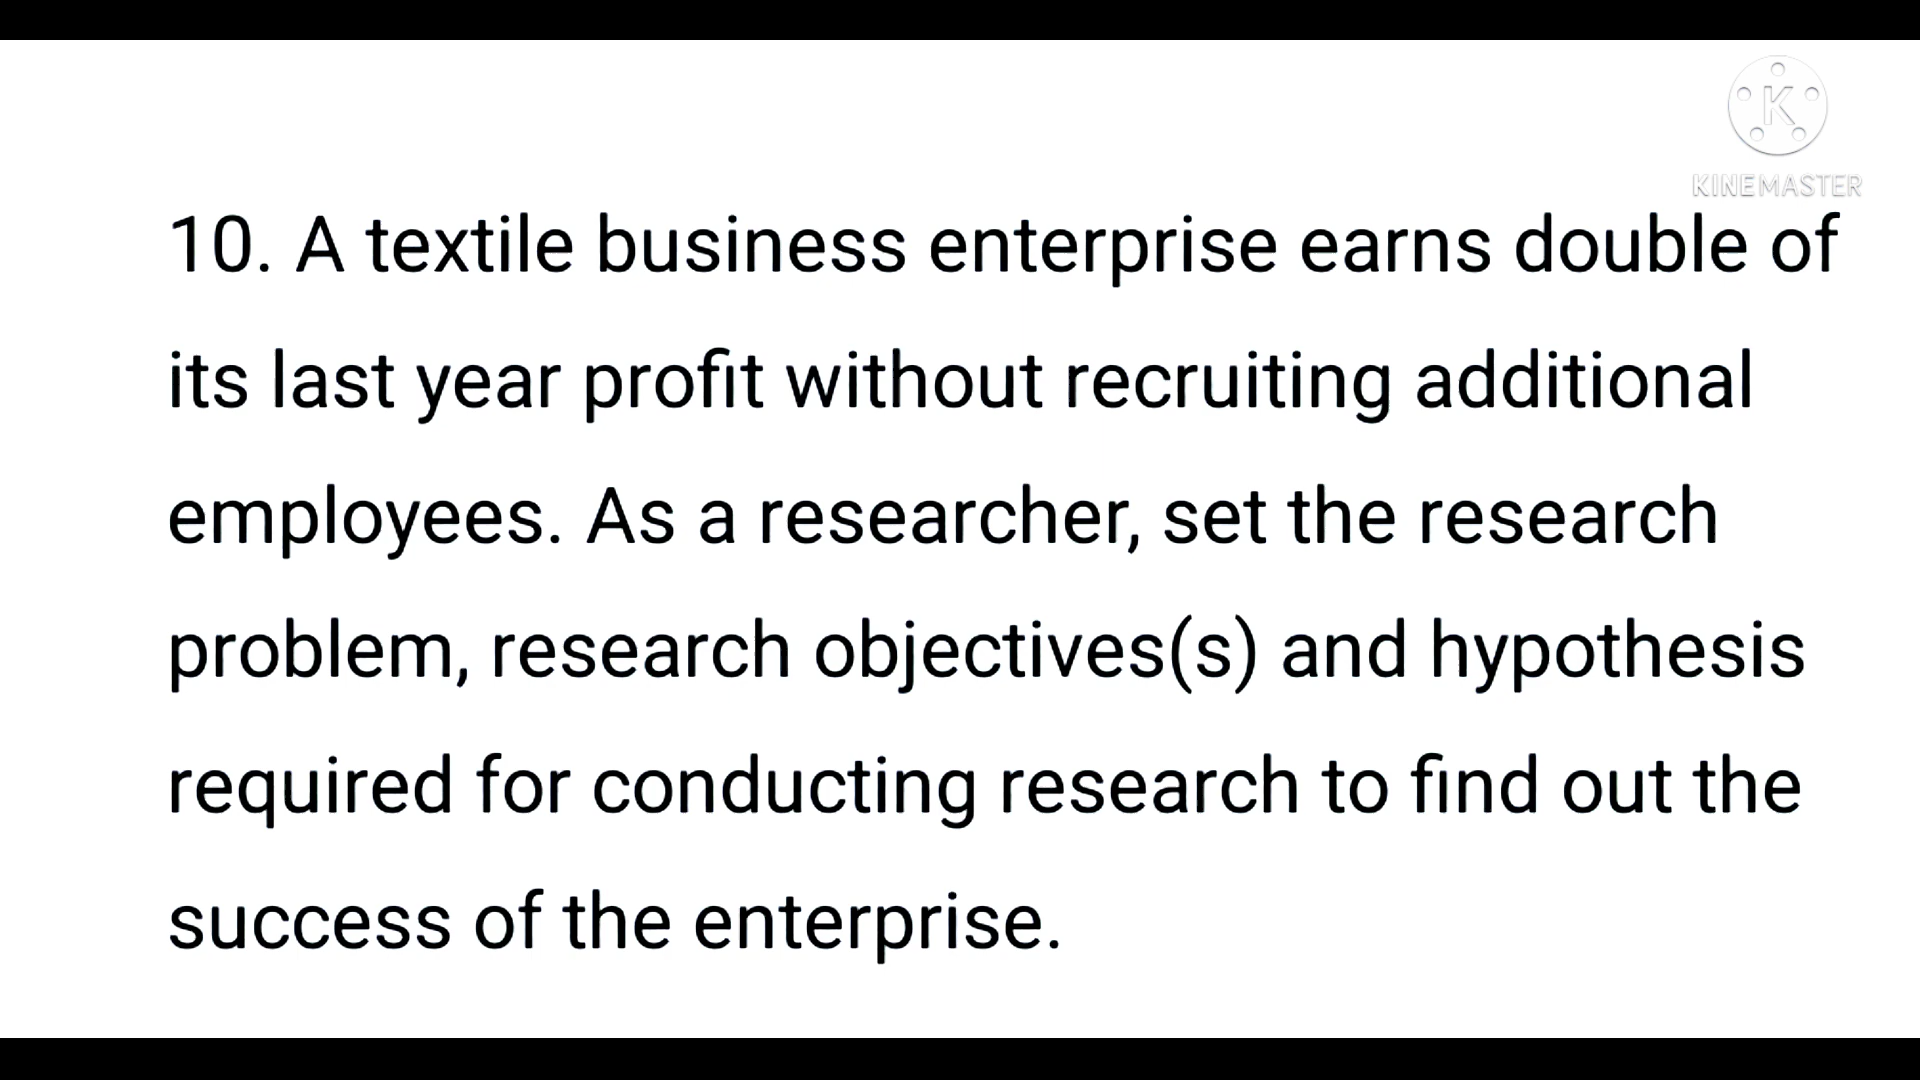 K
KINEMASTER
10. A textile business enterprise earns double of
its last year profit without recruiting additional
employees. As a researcher, set the research
problem, research objectives(s) and hypothesis
required for conducting research to find out the
success of the enterprise.